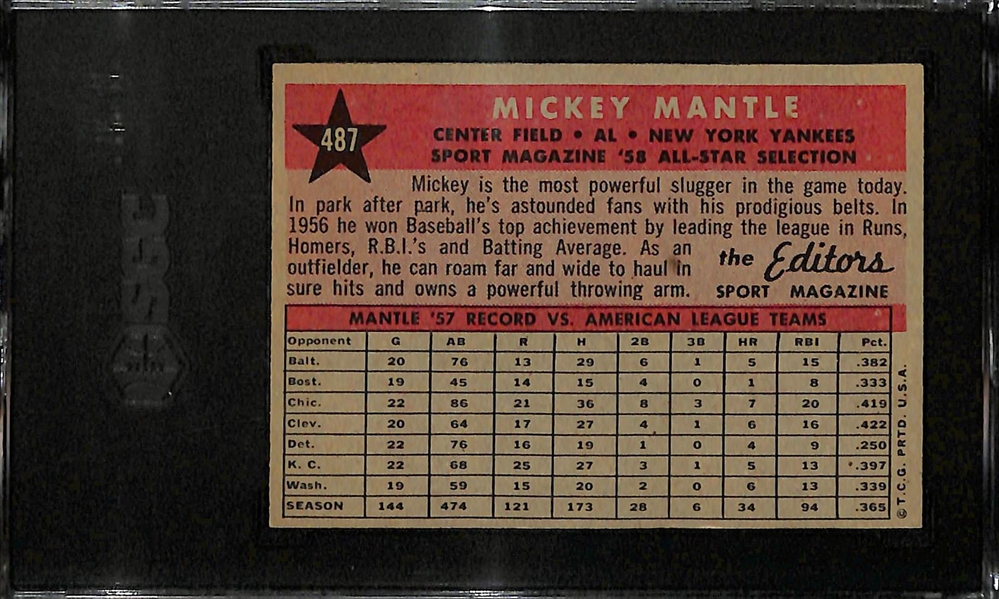 MICKEY MANTLE
487
CENTER FIELD • AL • NEW YORK YANKEES
SPORT MAGAZINE '58 ALL-STAR SELECTION
Mickey is the most powerful slugger in the game today.
In park after park, he's astounded fans with his prodigious belts. In
1956 he won Baseball's top achievement by leading the league in Runs,
Homers, R.B.I.'s and Batting Average. As an
outfielder, he can roam far and wide to haul in
sure hits and owns a powerful throwing arm.
the Editors
SPORT MAGAZINE
MANTLE '57 RECORD VS. AMERICAN LEAGUE TEAMS
Opponent G AB R H 2B 3B HR RBI Pct.
Balt. 20 76 13 29 6 1 5 15 .382
Bost. 19 45 14 15 4 0 1 8 .333
Chic. 22 86 21 36 8 3 7 20 .419
Clev. 20 64 17 27 4 1 6 16 .422
Det. 22 76 16 19 1 0 4 9 .250
K. C. 22 68 25 27 3 1 5 13 .397
Wash. 19 59 15 20 2 0 6 13 .339
SEASON 144 474 121 173 28 6 34 94 .365
© T.C.G. PRTD. U.S.A.
SGC